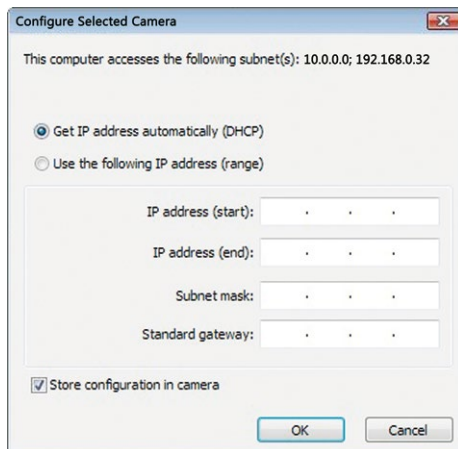 Configure Selected Camera
This computer accesses the following subnet(s): 10.0.0.0; 192.168.0.32
Get IP address automatically (DHCP)
Use the following IP address (range)
IP address (start): . . .
IP address (end): . . .
Subnet mask: . . .
Standard gateway: . . .
Store configuration in camera
OK Cancel